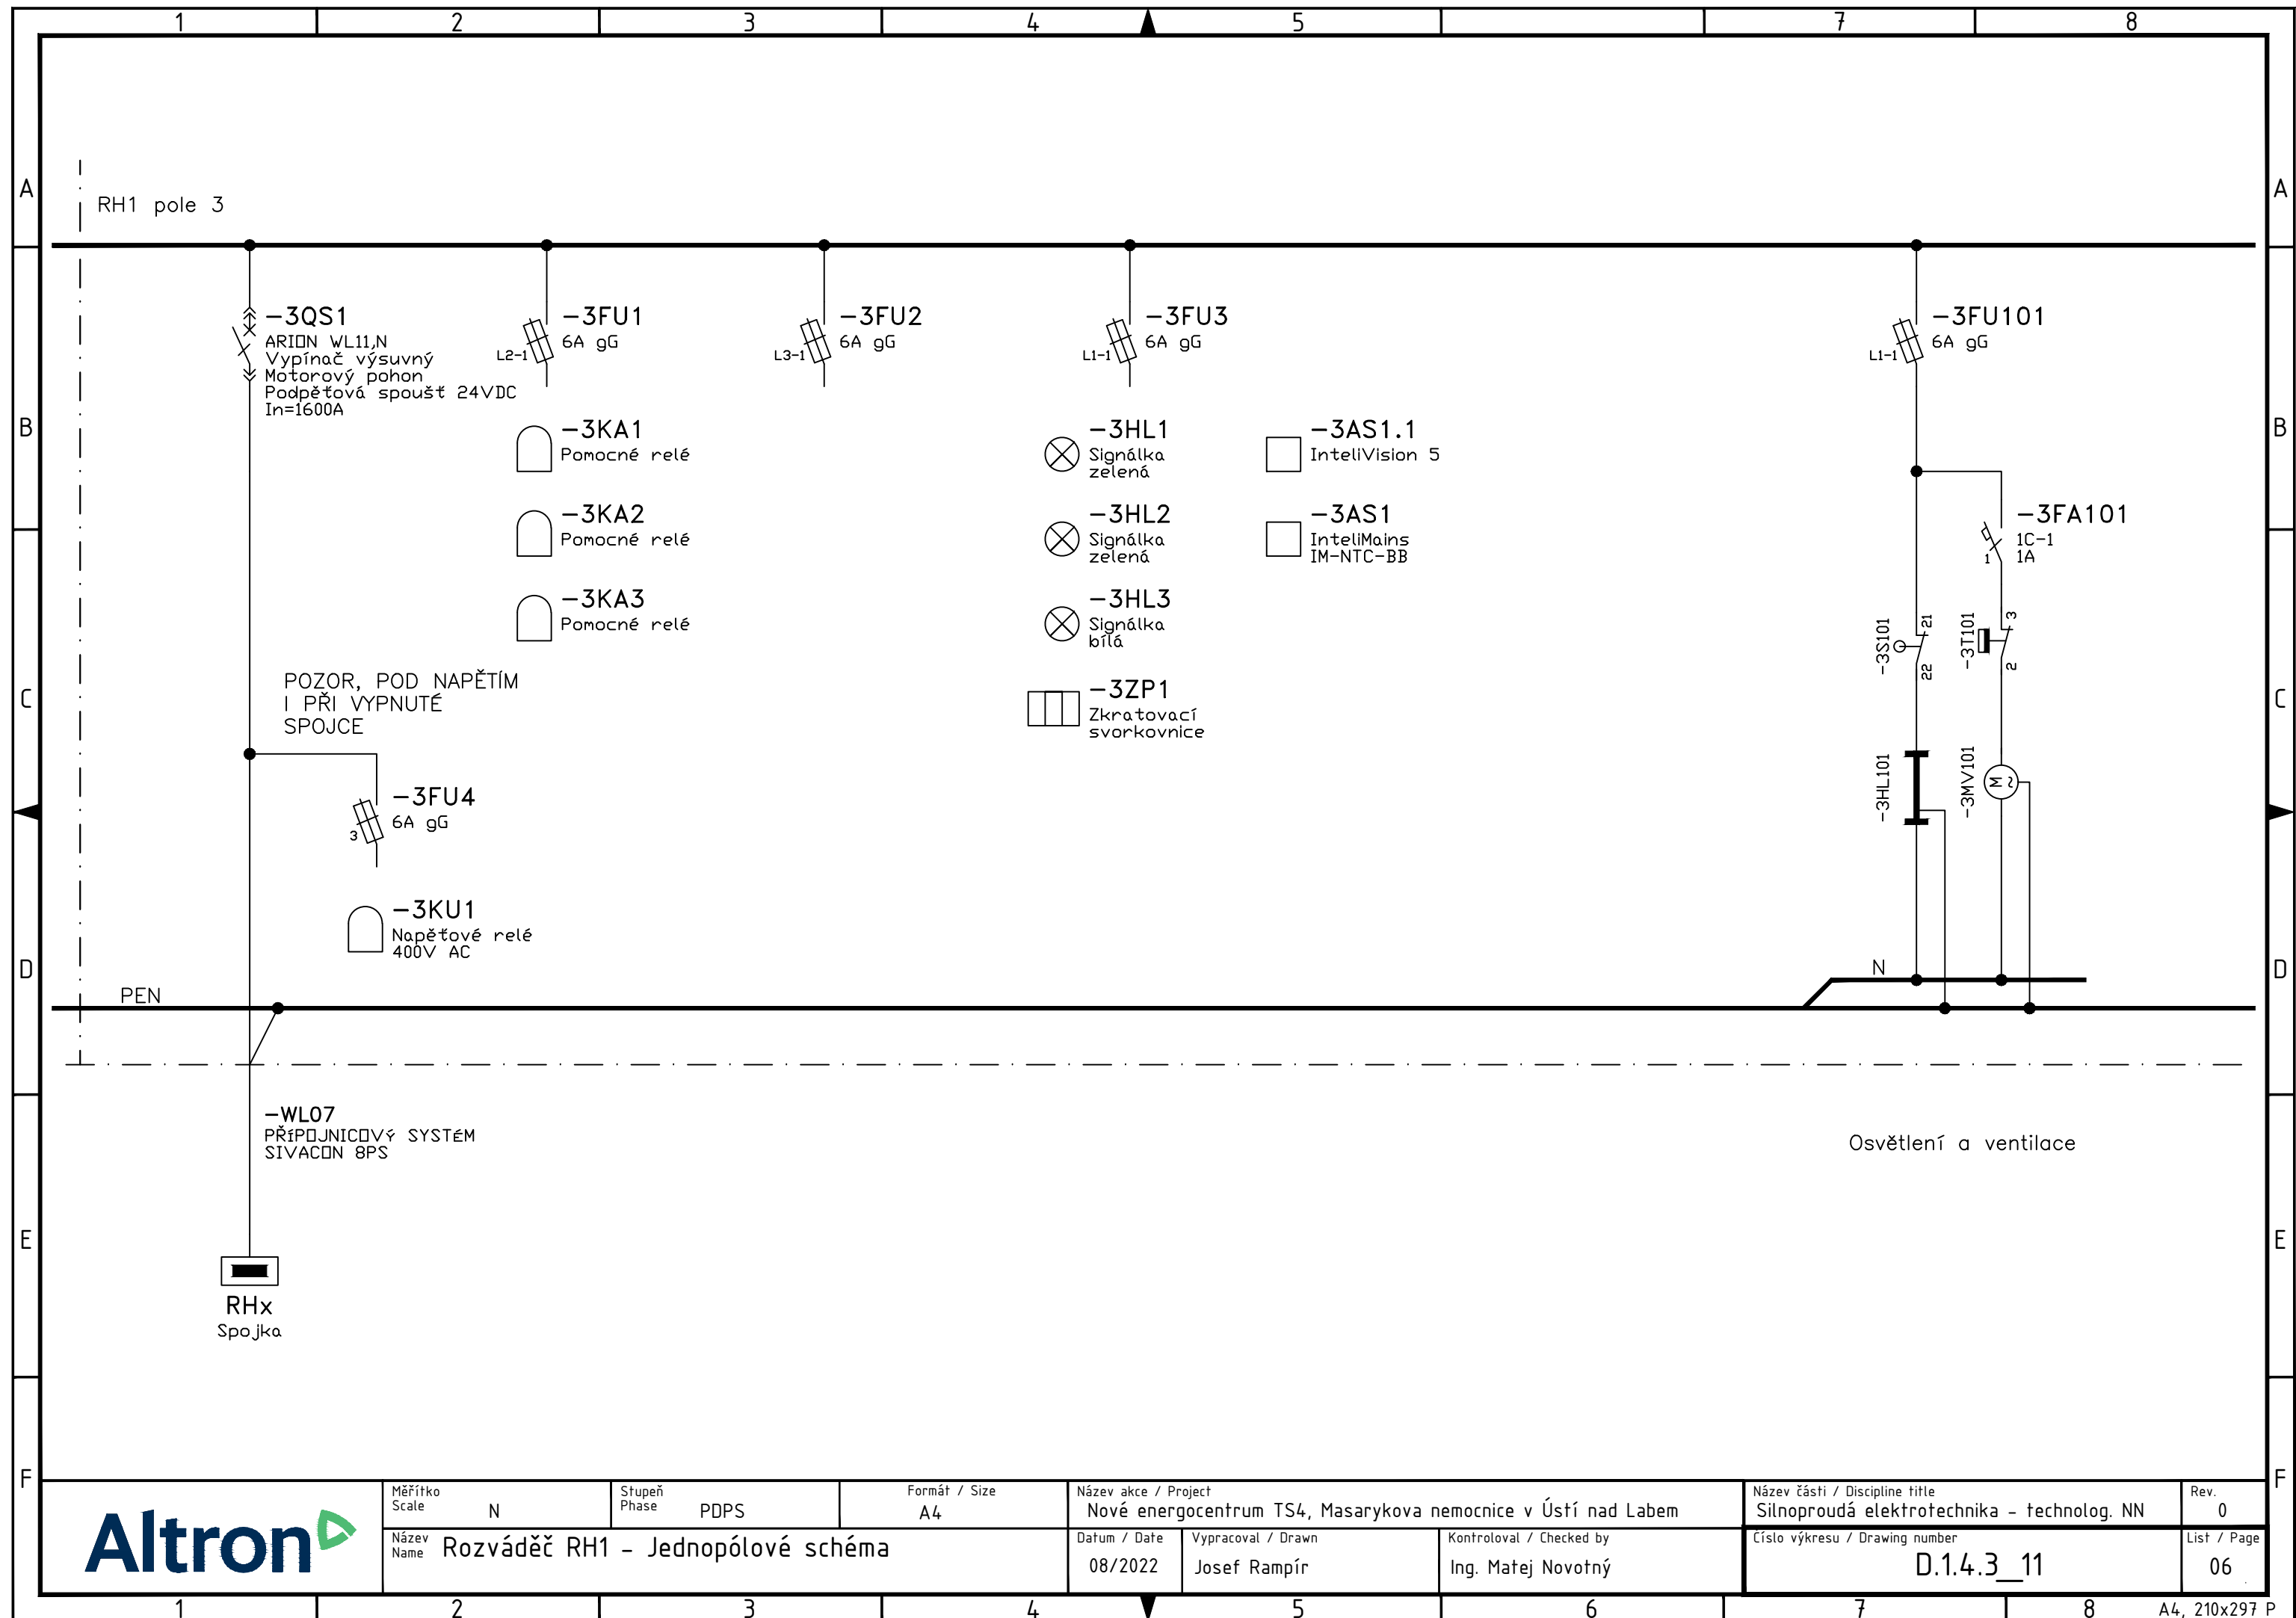 1 2 3 4 5 7 8
A A
RH1 pole 3
-3QS1
ARION WL11,N
Vypínač výsuvný
Motorový pohon
Podpěťová spoušť 24VDC
In=1600A
-3FU1
6A gG
L2-1
-3FU2
6A gG
L3-1
-3FU3
6A gG
L1-1
-3FU101
6A gG
L1-1
B B
-3KA1
Pomocné relé
-3HL1
Signálka
zelená
-3AS1.1
InteliVision 5
-3KA2
Pomocné relé
-3HL2
Signálka
zelená
-3AS1
InteliMains
IM-NTC-BB
-3FA101
1C-1
1A
1
-3KA3
Pomocné relé
-3HL3
Signálka
bílá
-3S101
21
22
-3T101
3
2
C C
POZOR, POD NAPĚTÍM
I PŘI VYPNUTÉ
SPOJCE
-3ZP1
Zkratovací
svorkovnice
-3FU4
6A gG
3
-3HL101
-3MV101
M ~
-3KU1
Napěťové relé
400V AC
D D
PEN
N
-WL07
PŘÍPOJNICOVÝ SYSTÉM
SIVACON 8PS
Osvětlení a ventilace
E E
RHx
Spojka
F F
Altron
Měřítko
Scale
N
Stupeň
Phase
PDPS
Formát / Size
A4
Název akce / Project
Nové energocentrum TS4, Masarykova nemocnice v Ústí nad Labem
Název části / Discipline title
Silnoproudá elektrotechnika - technolog. NN
Rev.
0
Název
Name
Rozváděč RH1 - Jednopólové schéma
Datum / Date
08/2022
Vypracoval / Drawn
Josef Rampír
Kontroloval / Checked by
Ing. Matej Novotný
Číslo výkresu / Drawing number
D.1.4.3_11
List / Page
06
1 2 3 4 5 6 7 8
A4, 210x297 P